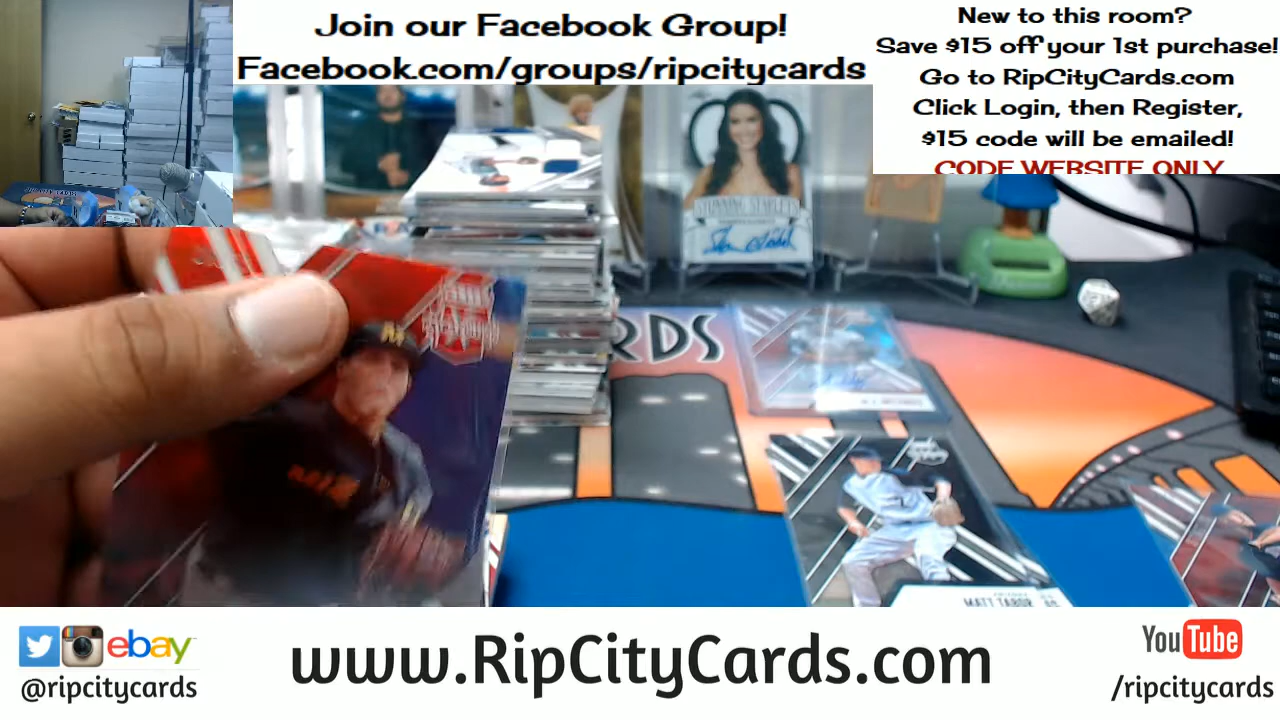 Join our Facebook Group!
Facebook.com/groups/ripcitycards
New to this room?
Save $15 off your 1st purchase!
Go to RipCityCards.com
Click Login, then Register,
$15 code will be emailed!
CODE WEBSITE ONLY
STUNNING STARLETS
RDS
M
MATT TABOR
ebay
@ripcitycards
www.RipCityCards.com
YouTube
/ripcitycards